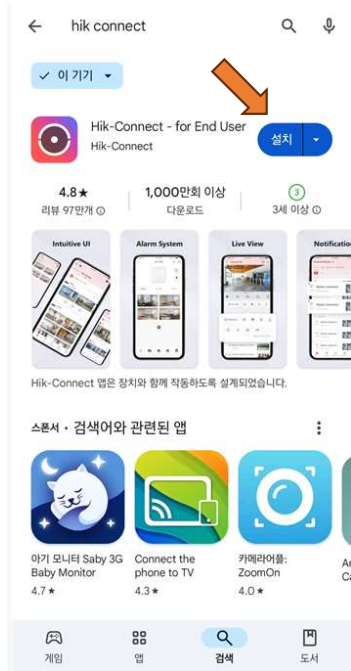 hik connect
이 기기
Hik-Connect - for End User
Hik-Connect
설치
4.8★
리뷰 97만개
1,000만회 이상
다운로드
3
3세 이상
Intuitive UI
Alarm System
Live View
Notification
Hik-Connect 앱은 장치와 함께 작동하도록 설계되었습니다.
스폰서 • 검색어와 관련된 앱
아기 모니터 Saby 3G
Baby Monitor
4.7★
Connect the
phone to TV
4.3★
카메라어플:
ZoomOn
4.0★
게임
앱
검색
도서